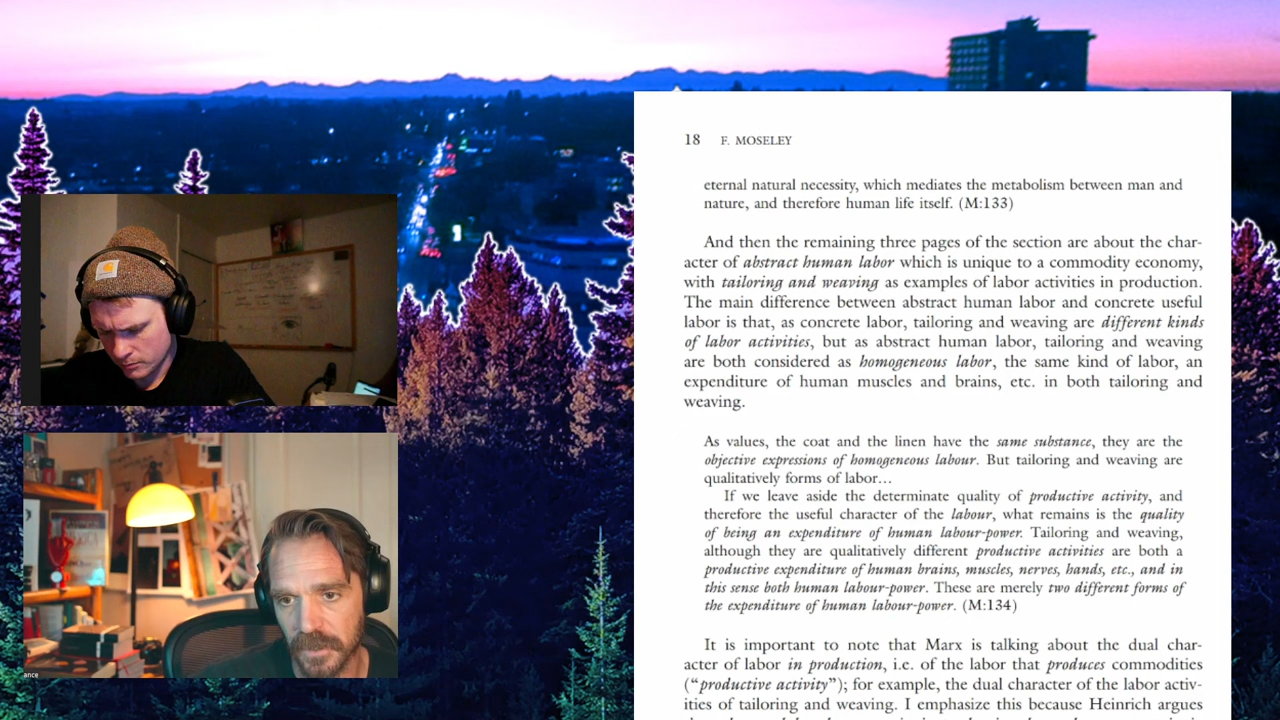 18 F. MOSELEY
eternal natural necessity, which mediates the metabolism between man and
nature, and therefore human life itself. (M:133)
And then the remaining three pages of the section are about the char-
acter of abstract human labor which is unique to a commodity economy,
with tailoring and weaving as examples of labor activities in production.
The main difference between abstract human labor and concrete useful
labor is that, as concrete labor, tailoring and weaving are different kinds
of labor activities, but as abstract human labor, tailoring and weaving
are both considered as homogeneous labor, the same kind of labor, an
expenditure of human muscles and brains, etc. in both tailoring and
weaving.
As values, the coat and the linen have the same substance, they are the
objective expressions of homogeneous labour. But tailoring and weaving are
qualitatively forms of labor…
If we leave aside the determinate quality of productive activity, and
therefore the useful character of the labour, what remains is the quality
of being an expenditure of human labour-power. Tailoring and weaving,
although they are qualitatively different productive activities are both a
productive expenditure of human brains, muscles, nerves, hands, etc., and in
this sense both human labour-power. These are merely two different forms of
the expenditure of human labour-power. (M:134)
It is important to note that Marx is talking about the dual char-
acter of labor in production, i.e. of the labor that produces commodities
("productive activity"); for example, the dual character of the labor activ-
ities of tailoring and weaving. I emphasize this because Heinrich argues
ance